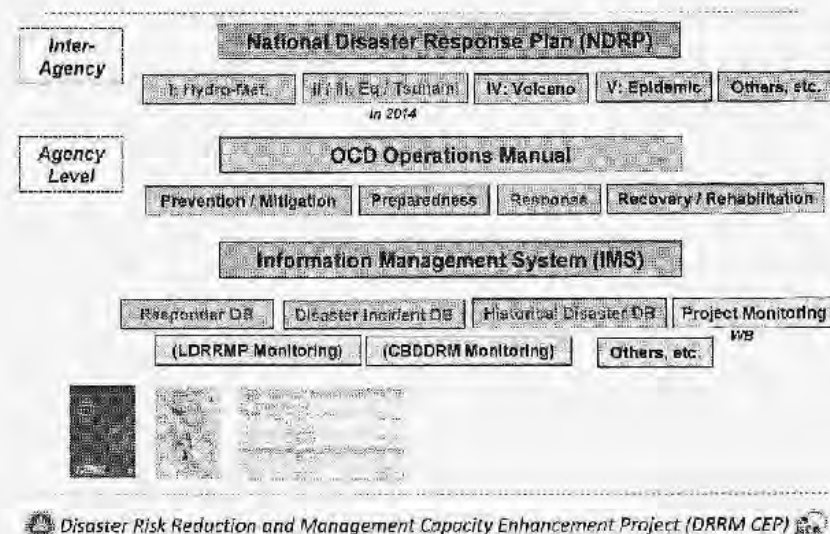 Inter-
Agency
National Disaster Response Plan (NDRP)
I: Hydro-Met. II / III: Eq / Tsunami IV: Volcano V: Epidemic Others, etc.
in 2014
Agency
Level
OCD Operations Manual
Prevention / Mitigation Preparedness Response Recovery / Rehabilitation
Information Management System (IMS)
Responder DB Disaster Incident DB Historical Disaster DB Project Monitoring
WB
(LDRRMP Monitoring) (CBDDRM Monitoring) Others, etc.
Disaster Risk Reduction and Management Capacity Enhancement Project (DRRM CEP)